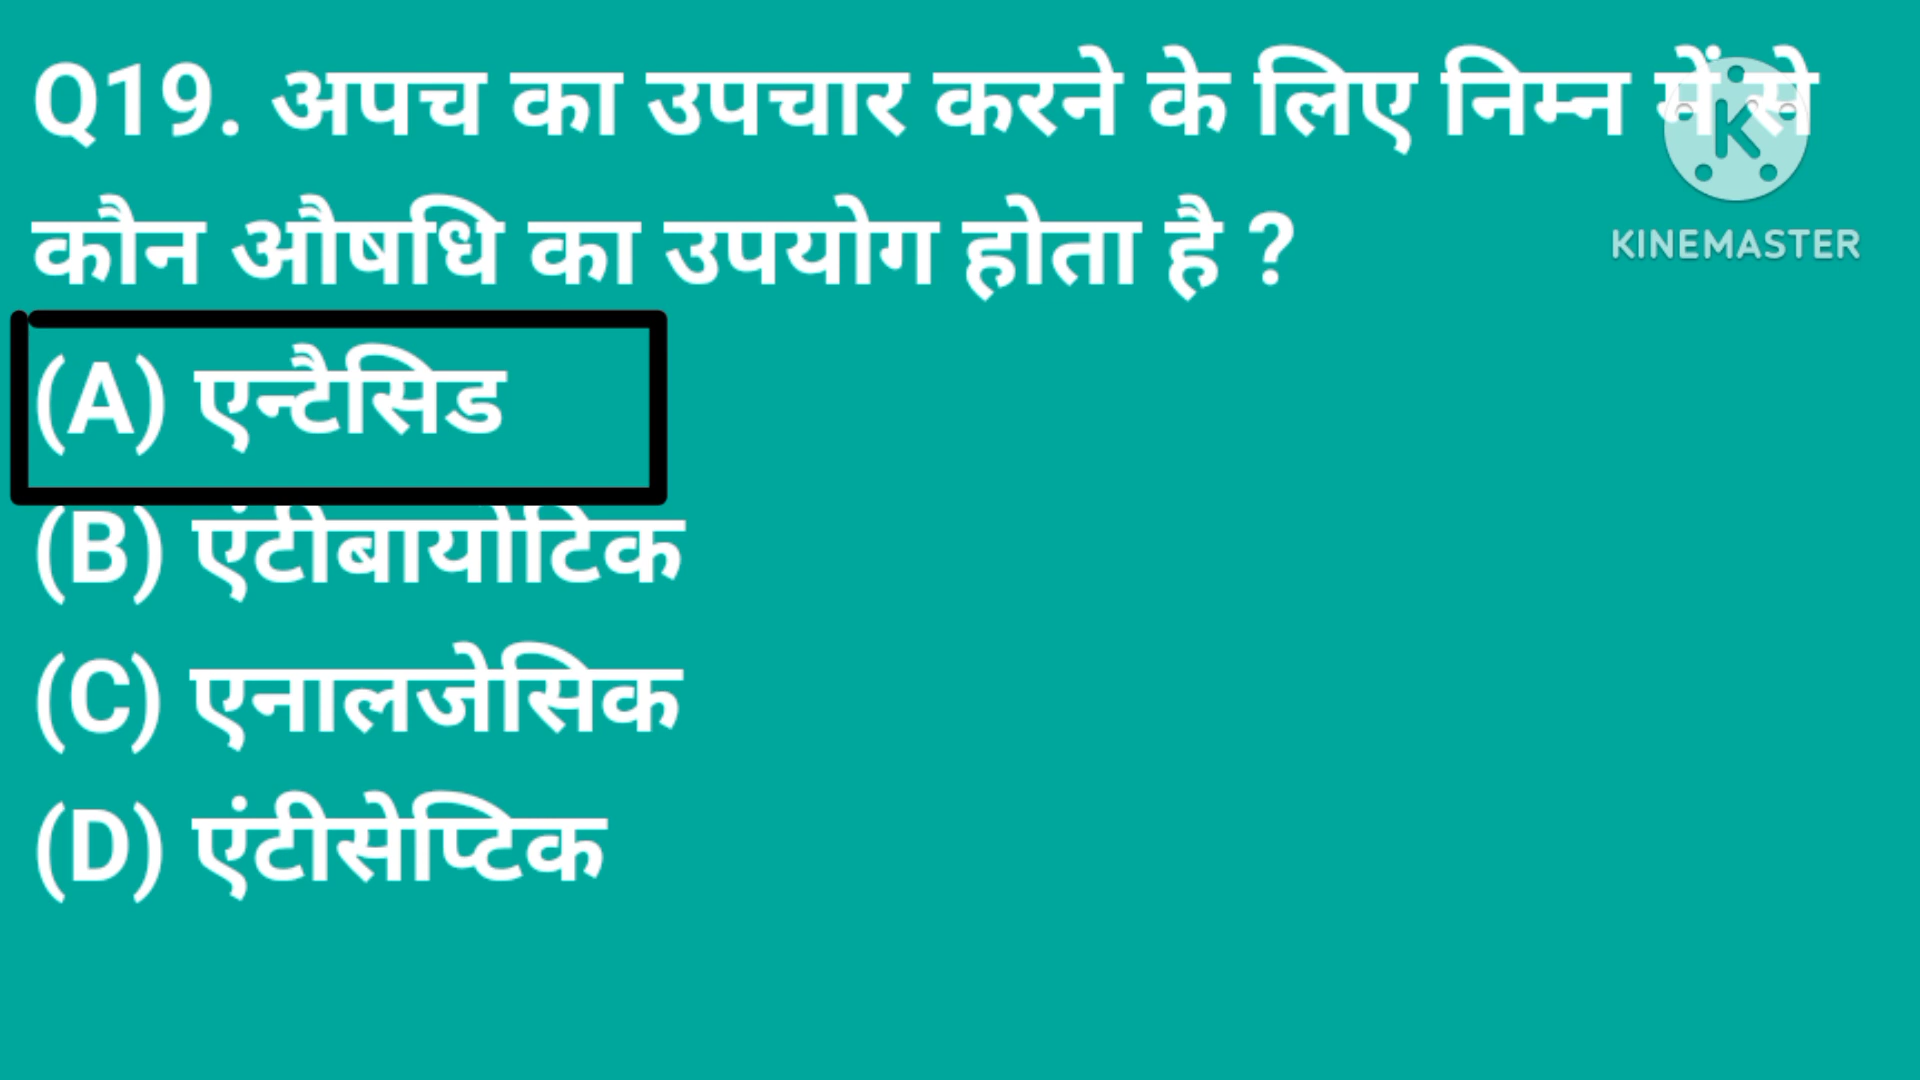 Q19. अपच का उपचार करने के लिए निम्न में से
कौन औषधि का उपयोग होता है ?
KINEMASTER
(A) एन्टैसिड
(B) एंटीबायोटिक
(C) एनालजेसिक
(D) एंटीसेप्टिक